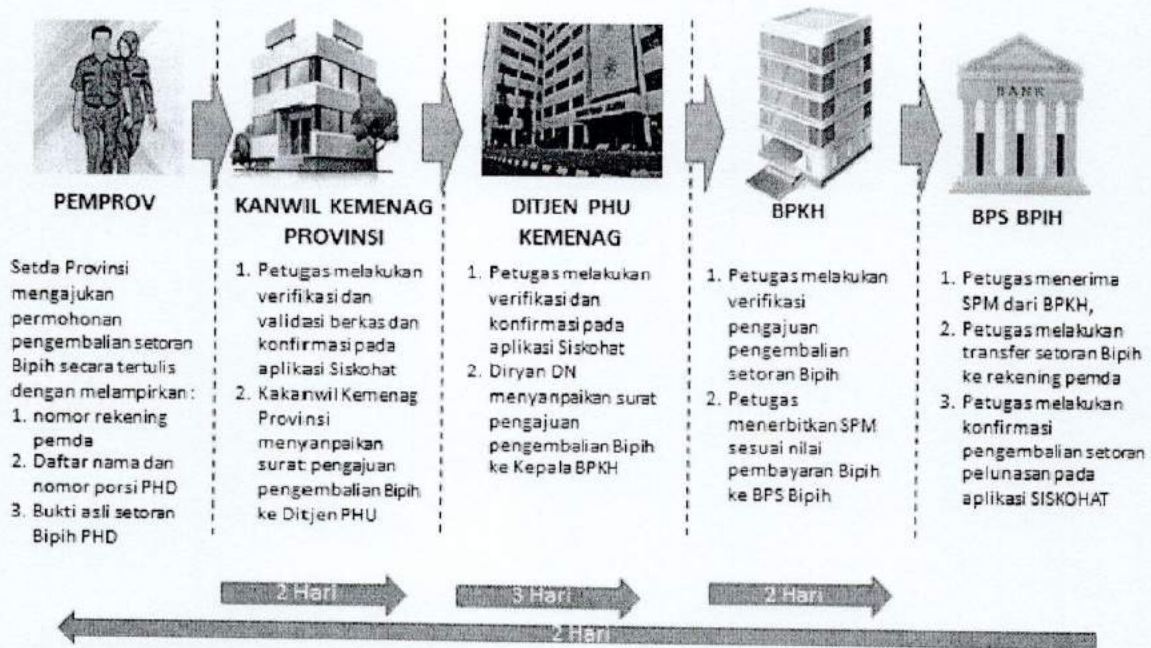 BANK
PEMPROV
Setda Provinsi
mengajukan
permohonan
pengembalian setoran
Bipih secara tertulis
dengan melampirkan:
1. nomor rekening
pemda
2. Daftar nama dan
nomor porsi PHD
3. Bukti asli setoran
Bipih PHD
KANWIL KEMENAG
PROVINSI
1. Petugas melakukan
verifikasi dan
validasi berkas dan
konfirmasi pada
aplikasi Siskohat
2. Kakanwil Kemenag
Provinsi
menyanpaikan
surat pengajuan
pengembalian Bipih
ke Ditjen PHU
DITJEN PHU
KEMENAG
1. Petugas melakukan
verifikasi dan
konfirmasi pada
aplikasi Siskohat
2. Diryan DN
menyanpaikan surat
pengajuan
pengembalian Bipih
ke Kepala BPKH
BPKH
1. Petugas melakukan
verifikasi
pengajuan
pengembalian
setoran Bipih
2. Petugas
menerbitkan SPM
sesuai nilai
pembayaran Bipih
ke BPS Bipih
BPS BPIH
1. Petugas menerima
SPM dari BPKH,
2. Petugas melakukan
transfer setoran Bipih
ke rekening pemda
3. Petugas melakukan
konfirmasi
pengembalian setoran
pelunasan pada
aplikasi SISKOHAT
2 Hari
3 Hari
2 Hari
2 Hari